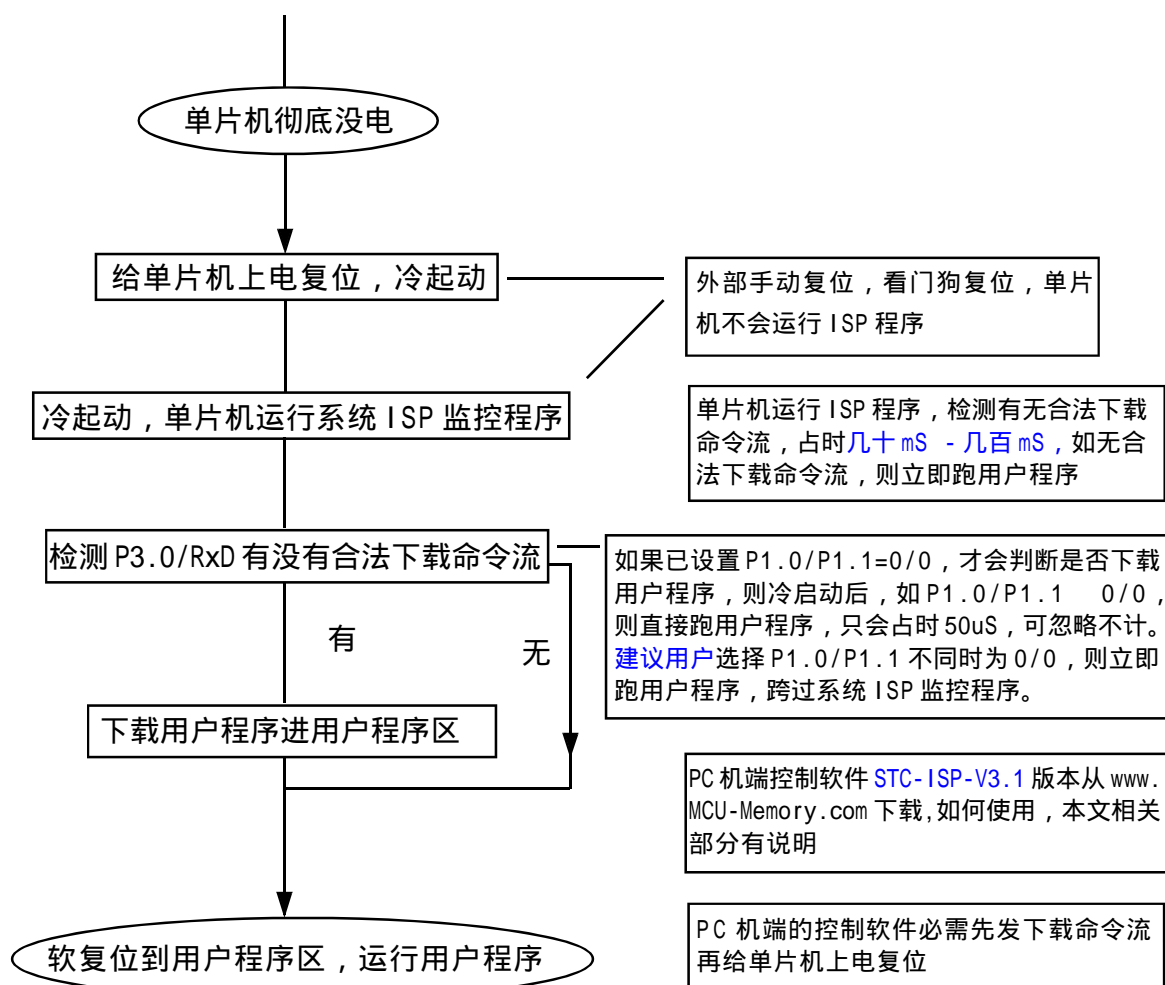 单片机彻底没电
给单片机上电复位，冷起动
外部手动复位，看门狗复位，单片
机不会运行 ISP 程序
冷起动，单片机运行系统 ISP 监控程序
单片机运行 ISP 程序，检测有无合法下载
命令流，占时几十 mS - 几百 mS，如无合
法下载命令流，则立即跑用户程序
检测 P3.0/RxD 有没有合法下载命令流
如果已设置 P1.0/P1.1=0/0，才会判断是否下载
用户程序，则冷启动后，如 P1.0/P1.1 0/0，
则直接跑用户程序，只会占时 50uS，可忽略不计。
建议用户选择 P1.0/P1.1 不同时为 0/0，则立即
跑用户程序，跨过系统 ISP 监控程序。
有
无
下载用户程序进用户程序区
PC 机端控制软件 STC-ISP-V3.1 版本从 www.
MCU-Memory.com 下载,如何使用，本文相关
部分有说明
软复位到用户程序区，运行用户程序
PC 机端的控制软件必需先发下载命令流
再给单片机上电复位